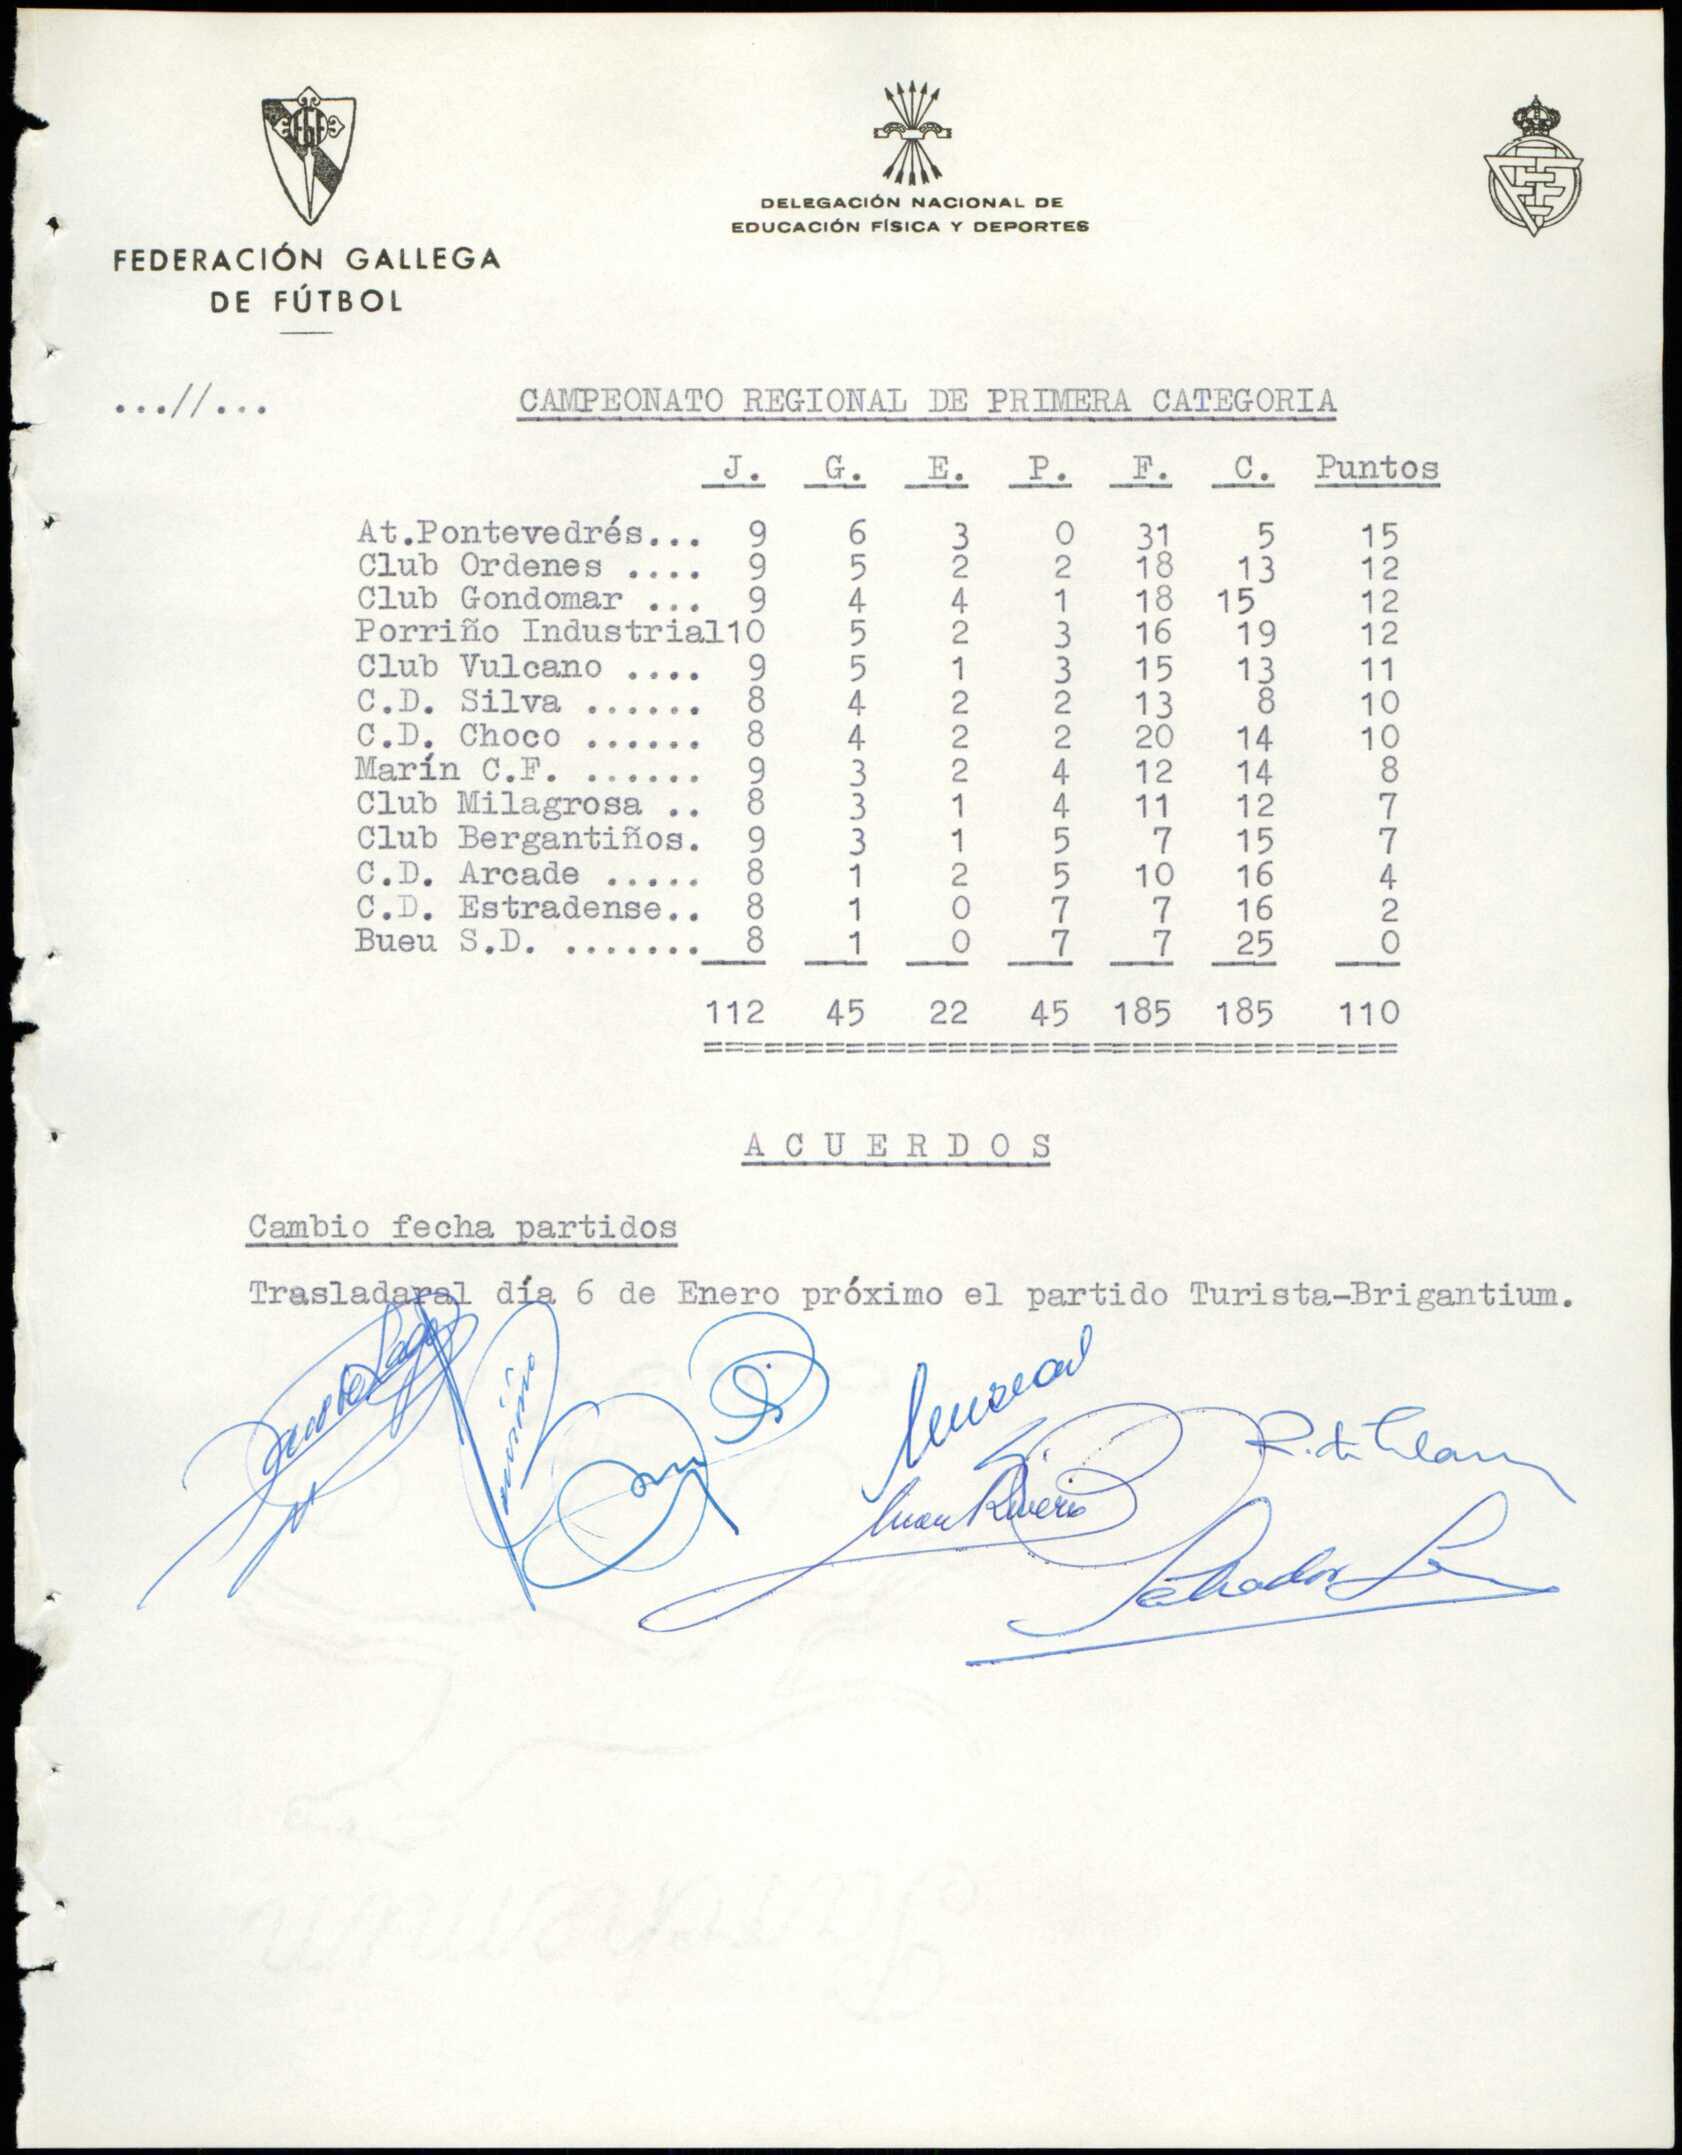 FEDERACIÓN GALLEGA
DE FÚTBOL
DELEGACIÓN NACIONAL DE
EDUCACIÓN FÍSICA Y DEPORTES
...//... CAMPEONATO REGIONAL DE PRIMERA CATEGORIA
J. G. E. P. F. C. Puntos
At.Pontevedrés... 9 6 3 0 31 5 15
Club Ordenes .... 9 5 2 2 18 13 12
Club Gondomar ... 9 4 4 1 18 15 12
Porriño Industrial10 5 2 3 16 19 12
Club Vulcano .... 9 5 1 3 15 13 11
C.D. Silva ...... 8 4 2 2 13 8 10
C.D. Choco ...... 8 4 2 2 20 14 10
Marín C.F. ...... 9 3 2 4 12 14 8
Club Milagrosa .. 8 3 1 4 11 12 7
Club Bergantiños. 9 3 1 5 7 15 7
C.D. Arcade ..... 8 1 2 5 10 16 4
C.D. Estradense.. 8 1 0 7 7 16 2
Bueu S.D. ....... 8 1 0 7 7 25 0
112 45 22 45 185 185 110
==================================
A C U E R D O S
Cambio fecha partidos
Trasladaral día 6 de Enero próximo el partido Turista-Brigantium.
Juan Rivero
Salvador